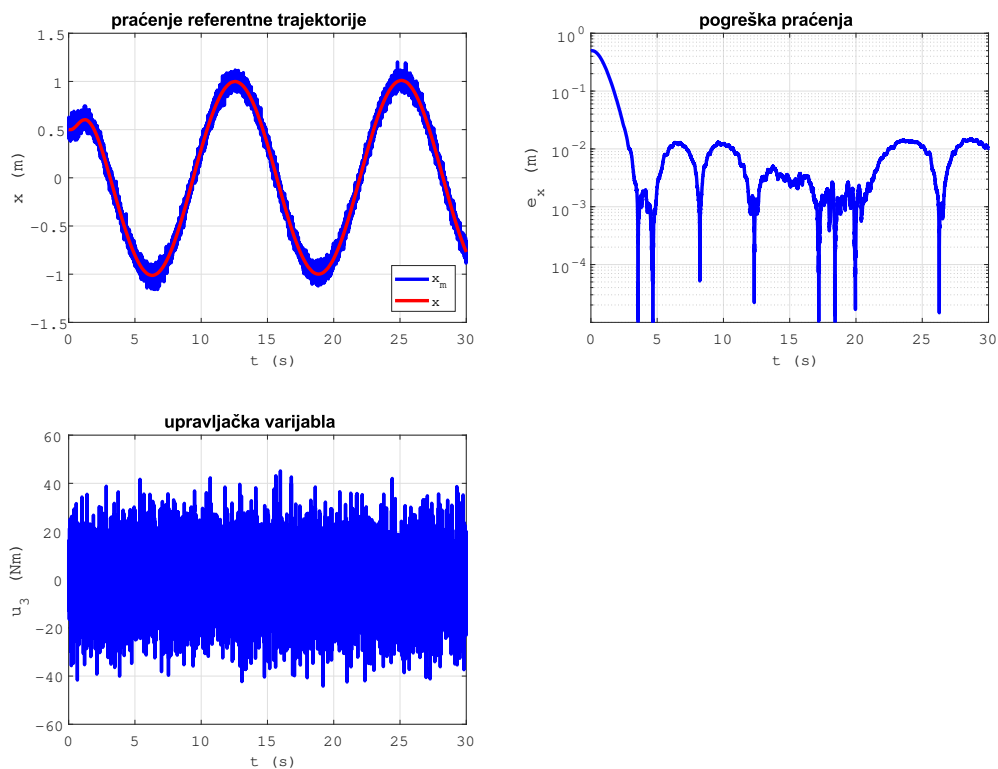 praćenje referentne trajektorije
1.5
1
0.5
0
−0.5
−1
−1.5
x (m)
0 5 10 15 20 25 30
t (s)
x_m
x
pogreška praćenja
10^0
10^−1
10^−2
10^−3
10^−4
e_x (m)
0 5 10 15 20 25 30
t (s)
upravljačka varijabla
60
40
20
0
−20
−40
−60
u_3 (Nm)
0 5 10 15 20 25 30
t (s)